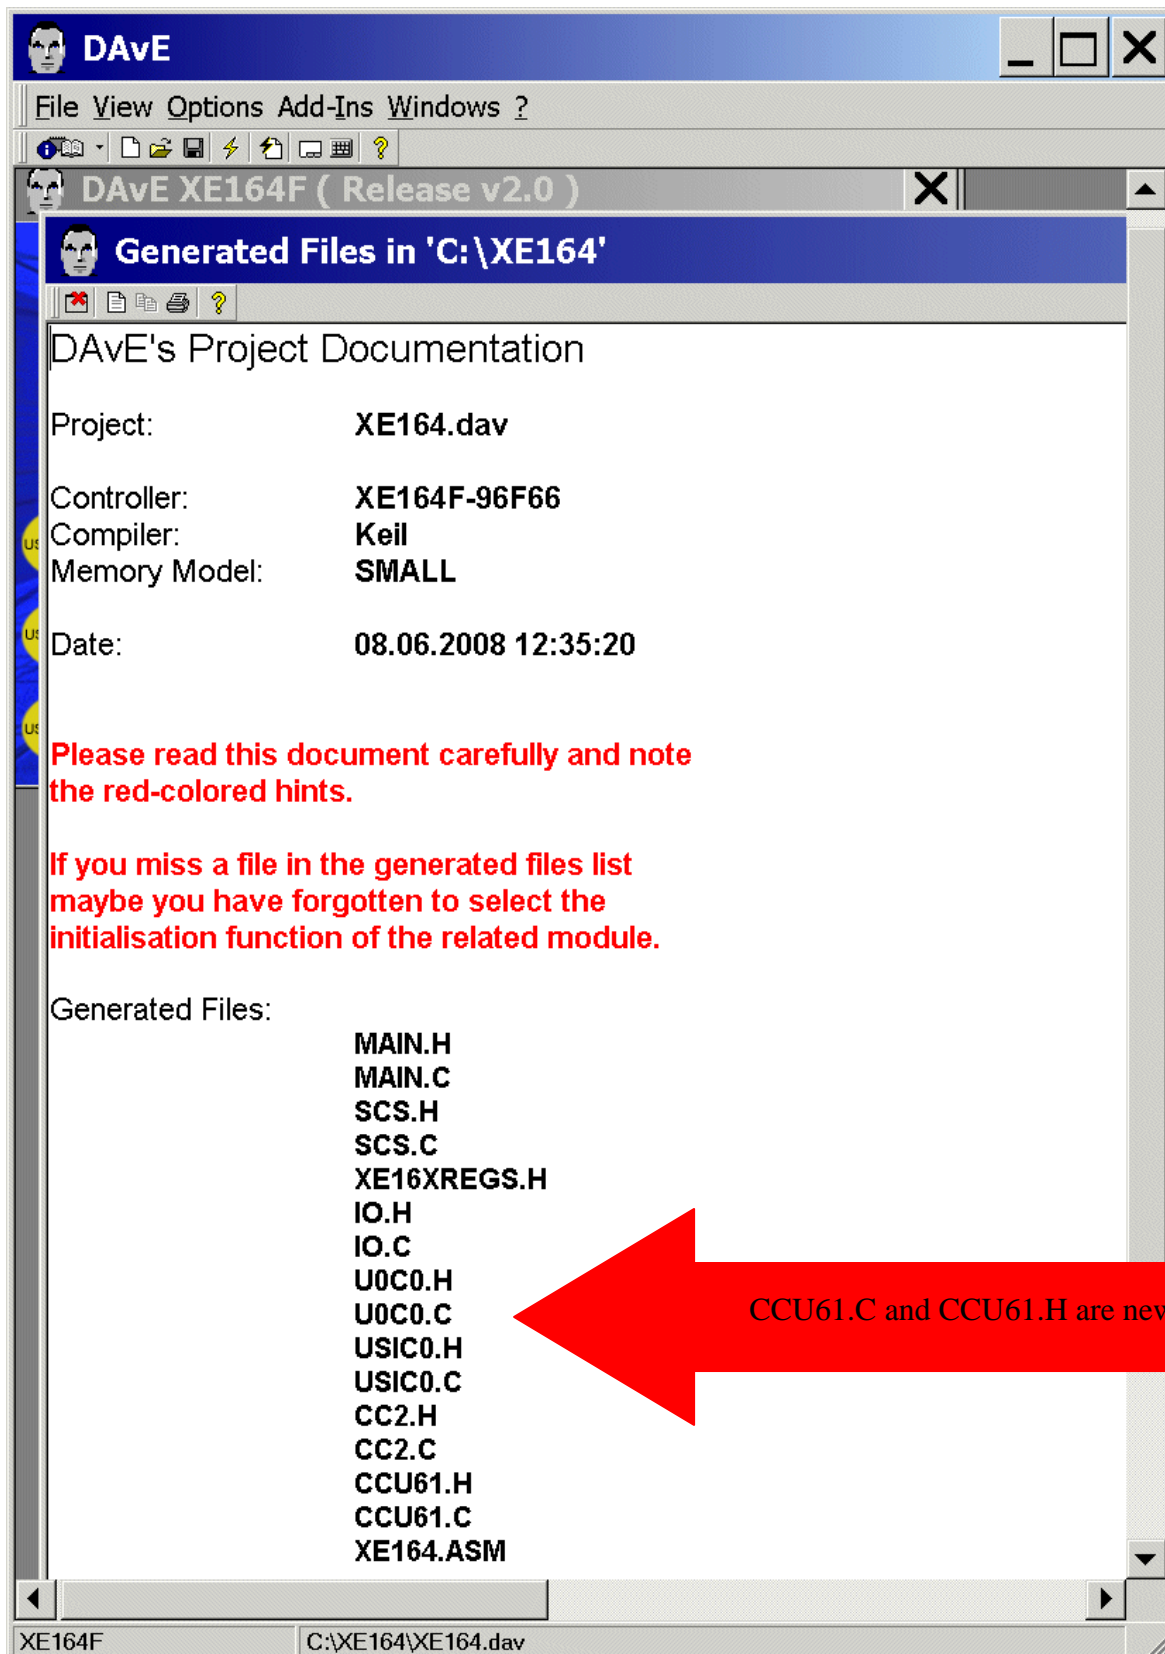 DAvE
File View Options Add-Ins Windows ?
DAvE XE164F ( Release v2.0 )
Generated Files in 'C:\XE164'
DAvE's Project Documentation
Project: XE164.dav
Controller: XE164F-96F66
Compiler: Keil
Memory Model: SMALL
Date: 08.06.2008 12:35:20
Please read this document carefully and note
the red-colored hints.
If you miss a file in the generated files list
maybe you have forgotten to select the
initialisation function of the related module.
Generated Files:
MAIN.H
MAIN.C
SCS.H
SCS.C
XE16XREGS.H
IO.H
IO.C
U0C0.H
U0C0.C
CCU61.C and CCU61.H are new
USIC0.H
USIC0.C
CC2.H
CC2.C
CCU61.H
CCU61.C
XE164.ASM
XE164F C:\XE164\XE164.dav